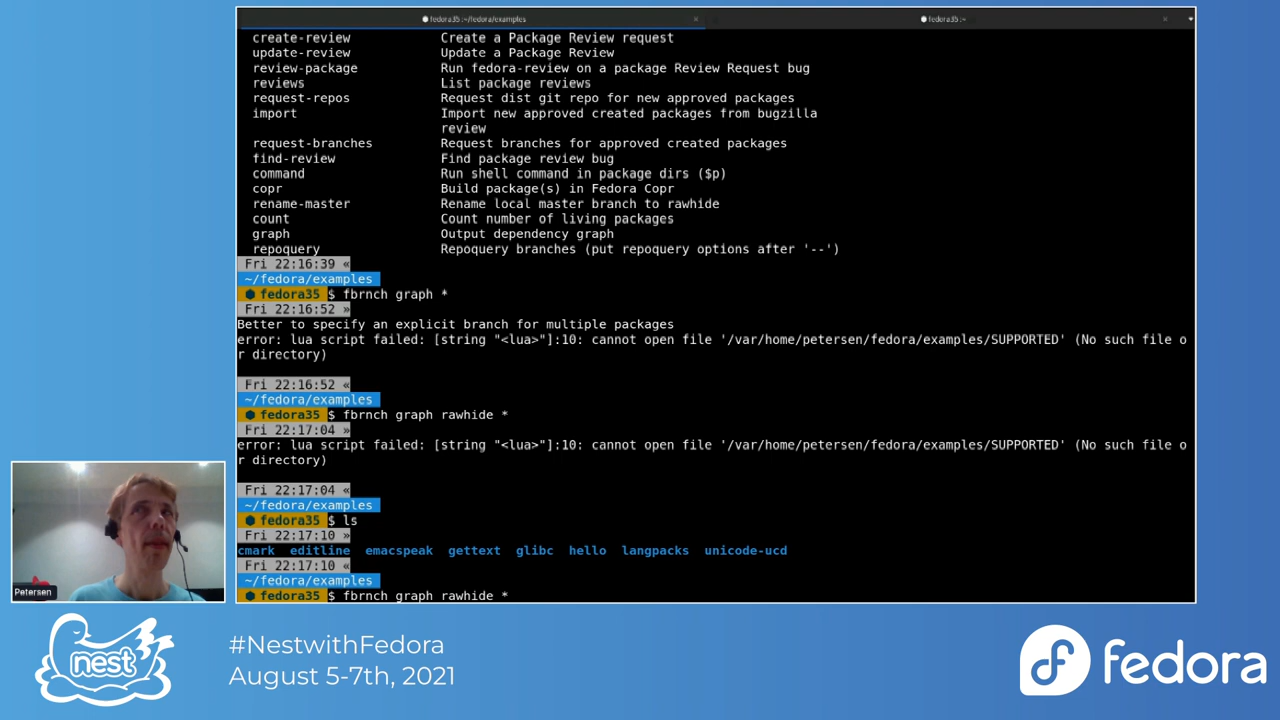 fedora35:~/fedora/examples × fedora35:~ ×
create-review Create a Package Review request
update-review Update a Package Review
review-package Run fedora-review on a package Review Request bug
reviews List package reviews
request-repos Request dist git repo for new approved packages
import Import new approved created packages from bugzilla
review
request-branches Request branches for approved created packages
find-review Find package review bug
command Run shell command in package dirs ($p)
copr Build package(s) in Fedora Copr
rename-master Rename local master branch to rawhide
count Count number of living packages
graph Output dependency graph
repoquery Repoquery branches (put repoquery options after '--')
Fri 22:16:39 «
~/fedora/examples
⬢ fedora35 $ fbrnch graph *
Fri 22:16:52 »
Better to specify an explicit branch for multiple packages
error: lua script failed: [string "<lua>"]:10: cannot open file '/var/home/petersen/fedora/examples/SUPPORTED' (No such file o
r directory)
Fri 22:16:52 «
~/fedora/examples
⬢ fedora35 $ fbrnch graph rawhide *
Fri 22:17:04 »
error: lua script failed: [string "<lua>"]:10: cannot open file '/var/home/petersen/fedora/examples/SUPPORTED' (No such file o
r directory)
Fri 22:17:04 «
~/fedora/examples
⬢ fedora35 $ ls
Fri 22:17:10 »
cmark editline emacspeak gettext glibc hello langpacks unicode-ucd
Fri 22:17:10 «
~/fedora/examples
⬢ fedora35 $ fbrnch graph rawhide *
Petersen
nest
#NestwithFedora
August 5-7th, 2021
fedora